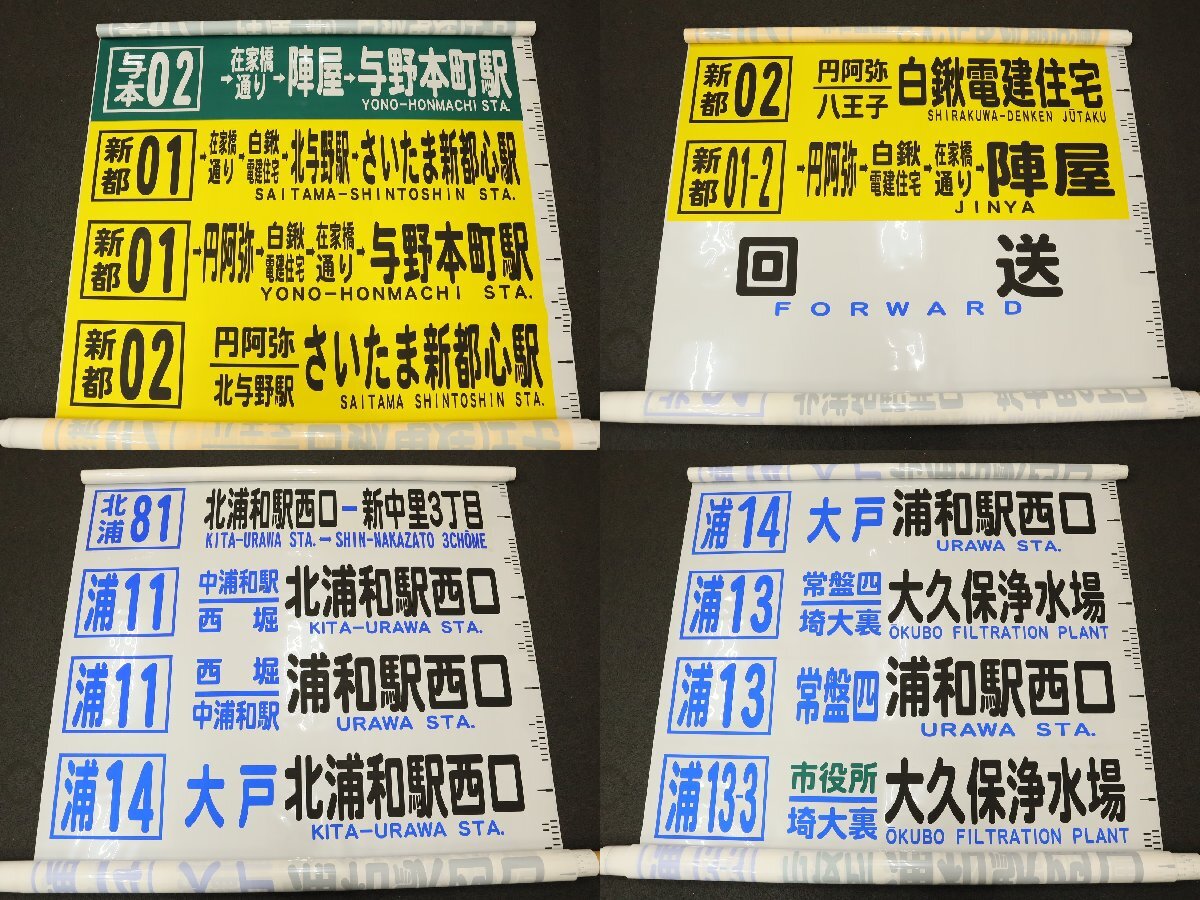 与本02 →在家橋通り→陣屋→与野本町駅
YONO-HONMACHI STA.
新都01 →在家橋通り→白鍬電建住宅→北与野駅→さいたま新都心駅
SAITAMA-SHINTOSHIN STA.
新都01 →円阿弥→白鍬電建住宅→在家橋通り→与野本町駅
YONO-HONMACHI STA.
新都02 円阿弥 北与野駅 さいたま新都心駅
SAITAMA SHINTOSHIN STA.
新都02 円阿弥 八王子 白鍬電建住宅
SHIRAKUWA-DENKEN JŪTAKU
新都01-2 →円阿弥→白鍬電建住宅→在家橋通り→陣屋
JINYA
回送
FORWARD
北浦81 北浦和駅西口-新中里3丁目
KITA-URAWA STA.→SHIN-NAKAZATO 3CHŌME
浦11 中浦和駅 西堀 北浦和駅西口
KITA-URAWA STA.
浦11 西堀 中浦和駅 浦和駅西口
URAWA STA.
浦14 大戸 北浦和駅西口
KITA-URAWA STA.
浦14 大戸 浦和駅西口
URAWA STA.
浦13 常盤四 埼大裏 大久保浄水場
ŌKUBO FILTRATION PLANT
浦13 常盤四 浦和駅西口
URAWA STA.
浦13-3 市役所 埼大裏 大久保浄水場
ŌKUBO FILTRATION PLANT